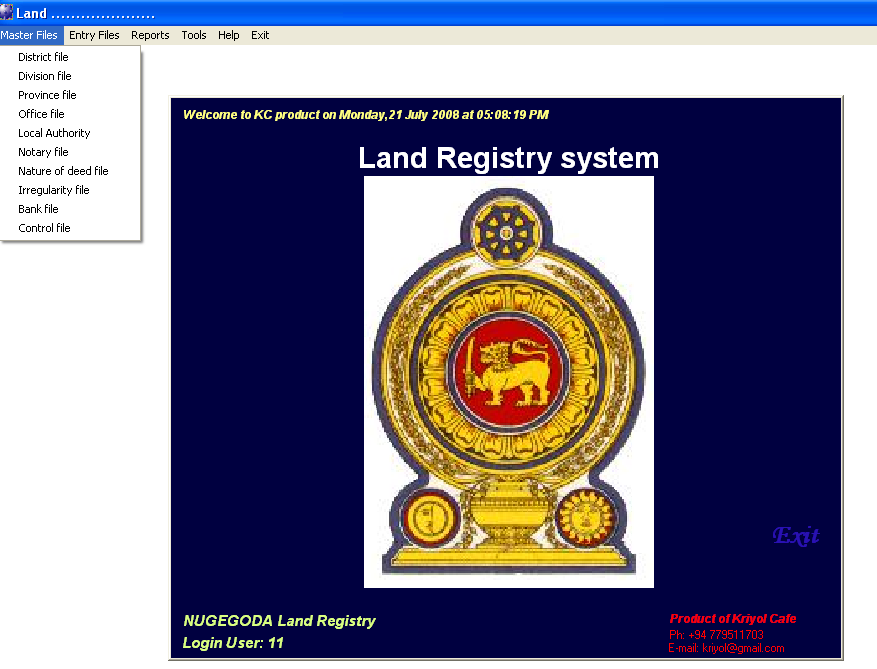 Land .....................
Master Files Entry Files Reports Tools Help Exit
District file
Division file
Province file
Office file
Local Authority
Notary file
Nature of deed file
Irregularity file
Bank file
Control file
Welcome to KC product on Monday,21 July 2008 at 05:08:19 PM
Land Registry system
Exit
NUGEGODA Land Registry
Login User: 11
Product of Kriyol Cafe
Ph: +94 779511703
E-mail: kriyol@gmail.com